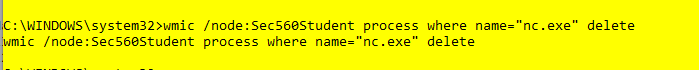 C:\WINDOWS\system32>wmic /node:Sec560Student process where name="nc.exe" delete
wmic /node:Sec560Student process where name="nc.exe" delete